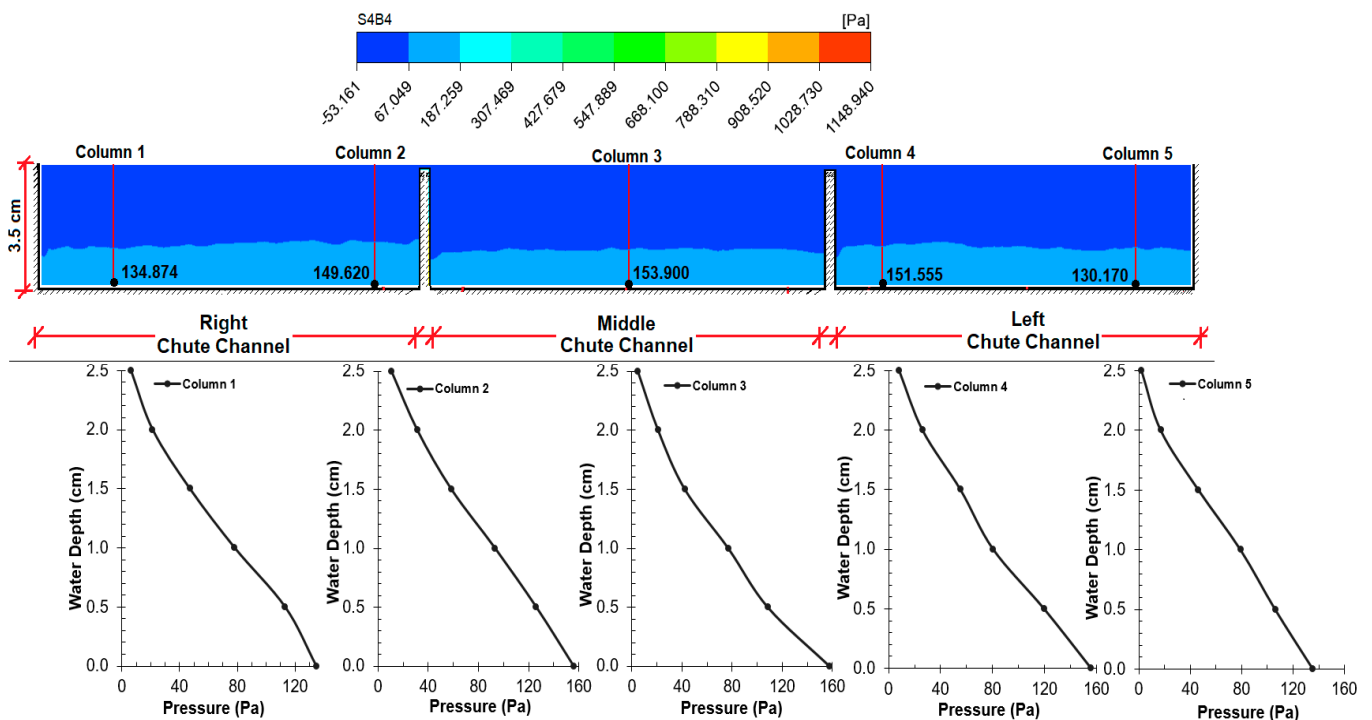 S4B4 [Pa]
-53.161 67.049 187.259 307.469 427.679 547.889 668.100 788.310 908.520 1028.730 1148.940
Column 1 Column 2 Column 3 Column 4 Column 5
3.5 cm
134.874 149.620 153.900 151.555 130.170
Right Middle Left
Chute Channel Chute Channel Chute Channel
Column 1
2.5
2.0
1.5
1.0
0.5
0.0
Water Depth (cm)
0 40 80 120
Pressure (Pa)
Column 2
2.5
2.0
1.5
1.0
0.5
0.0
Water Depth (cm)
0 40 80 120 160
Pressure (Pa)
Column 3
2.5
2.0
1.5
1.0
0.5
0.0
Water Depth (cm)
0 40 80 120 160
Pressure (Pa)
Column 4
2.5
2.0
1.5
1.0
0.5
0.0
Water Depth (cm)
0 40 80 120 160
Pressure (Pa)
Column 5
2.5
2.0
1.5
1.0
0.5
0.0
Water Depth (cm)
0 40 80 120 160
Pressure (Pa)